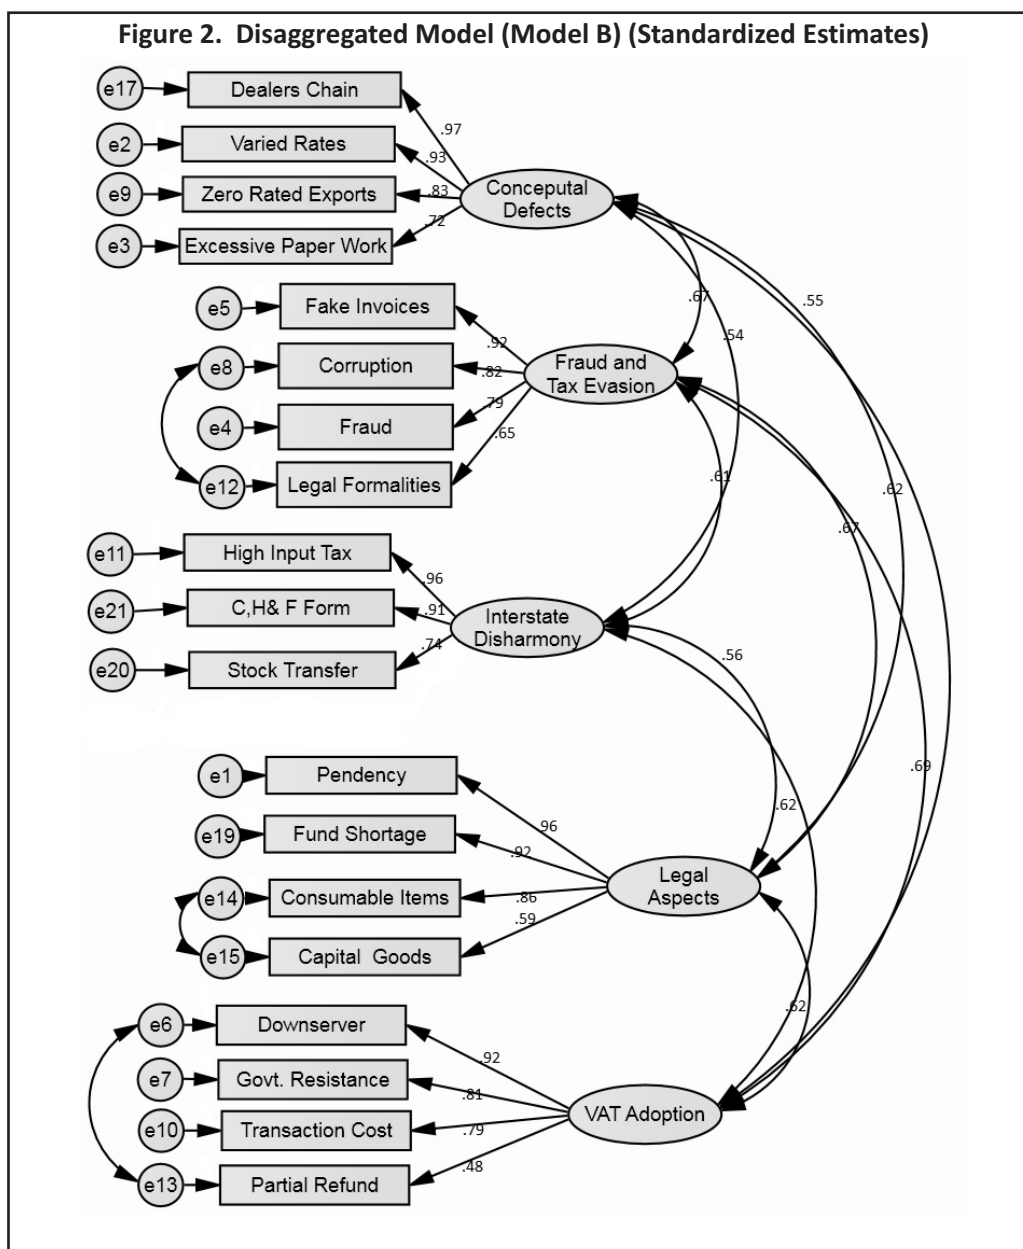 Figure 2. Disaggregated Model (Model B) (Standardized Estimates)
e17
Dealers Chain
.97
e2
Varied Rates
.93
e9
Zero Rated Exports
.83
e3
Excessive Paper Work
.72
Conceputal
Defects
e5
Fake Invoices
.92
e8
Corruption
.82
e4
Fraud
.79
e12
Legal Formalities
.65
Fraud and
Tax Evasion
.67
.54
.55
.61
.62
.67
e11
High Input Tax
.96
e21
C,H& F Form
.91
e20
Stock Transfer
.74
Interstate
Disharmony
.56
.69
.62
e1
Pendency
.96
e19
Fund Shortage
.92
e14
Consumable Items
.86
e15
Capital Goods
.59
Legal
Aspects
.62
e6
Downserver
.92
e7
Govt. Resistance
.81
e10
Transaction Cost
.79
e13
Partial Refund
.48
VAT Adoption